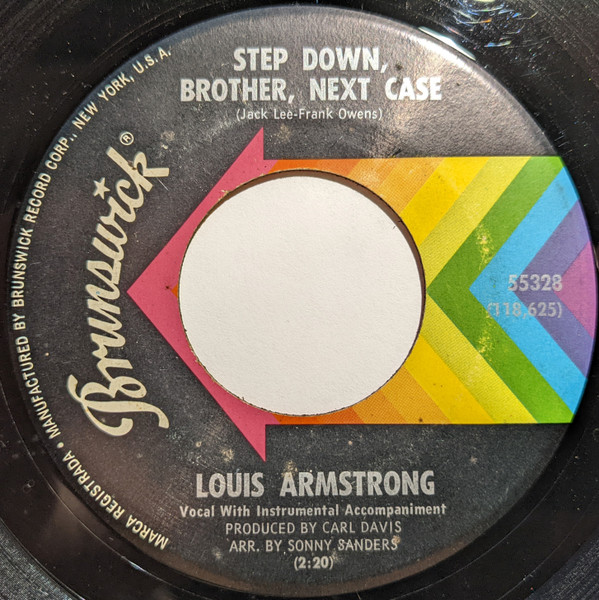 STEP DOWN,
BROTHER, NEXT CASE
(Jack Lee-Frank Owens)
Brunswick®
MARCA REGISTRADA • MANUFACTURED BY BRUNSWICK RECORD CORP., NEW YORK, U.S.A.
55328
(118,625)
LOUIS ARMSTRONG
Vocal With Instrumental Accompaniment
PRODUCED BY CARL DAVIS
ARR. BY SONNY SANDERS
(2:20)